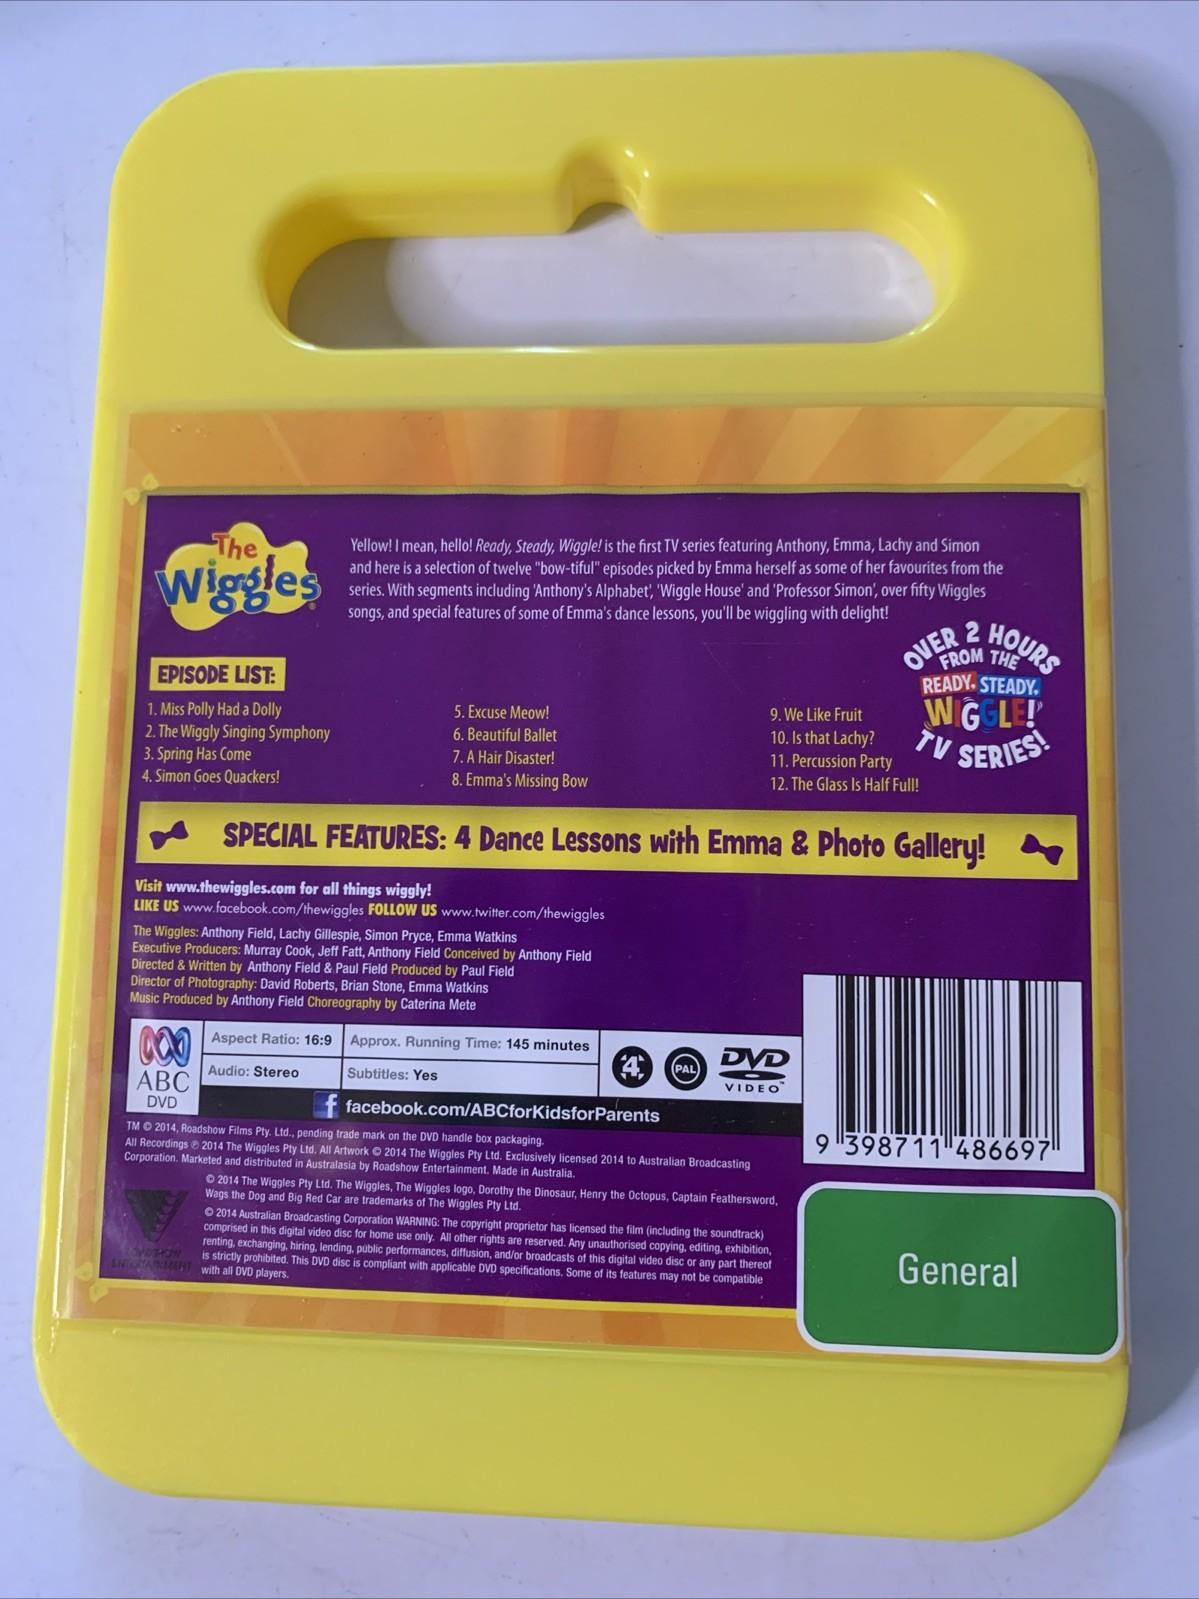 The
Wiggles
Yellow! I mean, hello! Ready, Steady, Wiggle! is the first TV series featuring Anthony, Emma, Lachy and Simon
and here is a selection of twelve "bow-tiful" episodes picked by Emma herself as some of her favourites from the
series. With segments including 'Anthony's Alphabet', 'Wiggle House' and 'Professor Simon', over fifty Wiggles
songs, and special features of some of Emma's dance lessons, you'll be wiggling with delight!
OVER 2 HOURS
FROM THE
READY, STEADY,
WIGGLE!
TV SERIES!
EPISODE LIST:
1. Miss Polly Had a Dolly
2. The Wiggly Singing Symphony
3. Spring Has Come
4. Simon Goes Quackers!
5. Excuse Meow!
6. Beautiful Ballet
7. A Hair Disaster!
8. Emma's Missing Bow
9. We Like Fruit
10. Is that Lachy?
11. Percussion Party
12. The Glass Is Half Full!
SPECIAL FEATURES: 4 Dance Lessons with Emma & Photo Gallery!
Visit www.thewiggles.com for all things wiggly!
LIKE US www.facebook.com/thewiggles FOLLOW US www.twitter.com/thewiggles
The Wiggles: Anthony Field, Lachy Gillespie, Simon Pryce, Emma Watkins
Executive Producers: Murray Cook, Jeff Fatt, Anthony Field Conceived by Anthony Field
Directed & Written by Anthony Field & Paul Field Produced by Paul Field
Director of Photography: David Roberts, Brian Stone, Emma Watkins
Music Produced by Anthony Field Choreography by Caterina Mete
ABC
DVD
Aspect Ratio: 16:9
Approx. Running Time: 145 minutes
Audio: Stereo
Subtitles: Yes
4
PAL
DVD
VIDEO™
f facebook.com/ABCforKidsforParents
9 398711 486697
TM © 2014, Roadshow Films Pty. Ltd., pending trade mark on the DVD handle box packaging.
All Recordings ℗ 2014 The Wiggles Pty Ltd. All Artwork © 2014 The Wiggles Pty Ltd. Exclusively licensed 2014 to Australian Broadcasting
Corporation. Marketed and distributed in Australasia by Roadshow Entertainment. Made in Australia.
© 2014 The Wiggles Pty Ltd. The Wiggles, The Wiggles logo, Dorothy the Dinosaur, Henry the Octopus, Captain Feathersword,
Wags the Dog and Big Red Car are trademarks of The Wiggles Pty Ltd.
© 2014 Australian Broadcasting Corporation WARNING: The copyright proprietor has licensed the film (including the soundtrack)
comprised in this digital video disc for home use only. All other rights are reserved. Any unauthorised copying, editing, exhibition,
renting, exchanging, hiring, lending, public performances, diffusion, and/or broadcasts of this digital video disc or any part thereof
is strictly prohibited. This DVD disc is compliant with applicable DVD specifications. Some of its features may not be compatible
with all DVD players.
ROADSHOW
ENTERTAINMENT
General